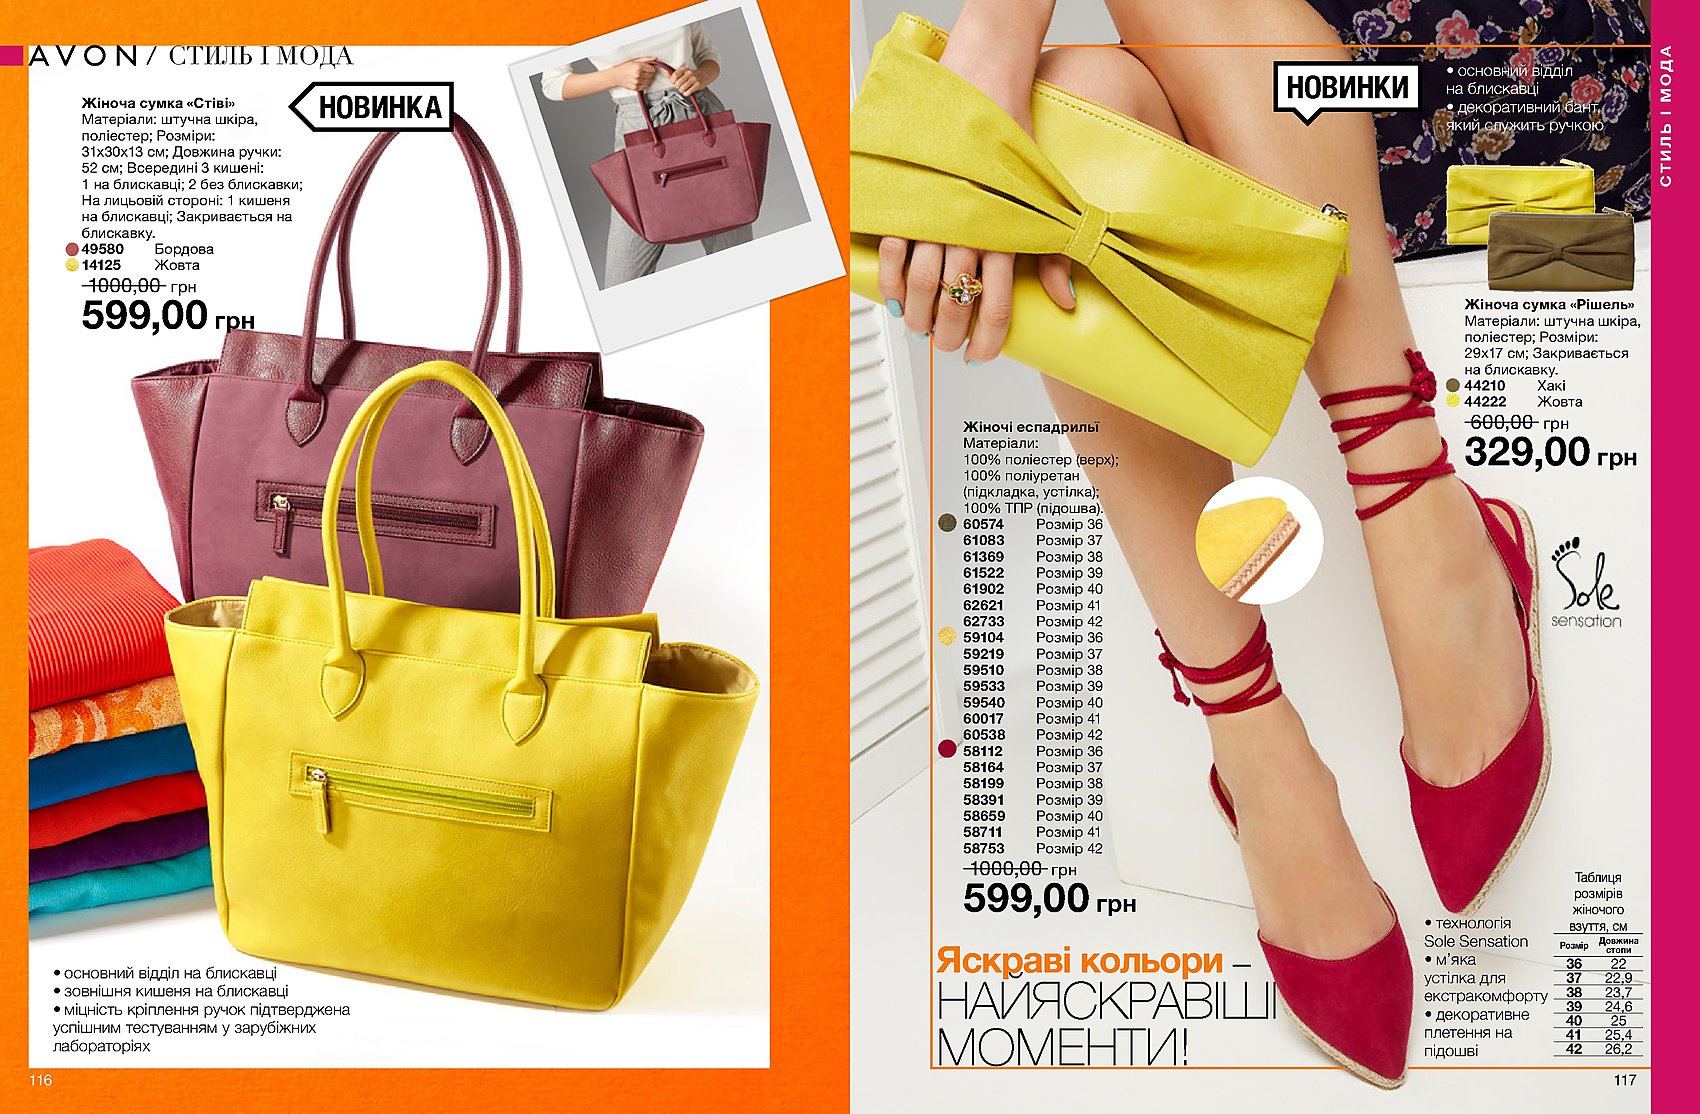 AVON / СТИЛЬ І МОДА
НОВИНКА
Жіноча сумка «Стіві»
Матеріали: штучна шкіра,
поліестер; Розміри:
31x30x13 см; Довжина ручки:
52 см; Всередині 3 кишені:
1 на блискавці; 2 без блискавки;
На лицьовій стороні: 1 кишеня
на блискавці; Закривається на
блискавку.
49580 Бордова
14125 Жовта
1000,00 грн
599,00 грн
• основний відділ на блискавці
• зовнішня кишеня на блискавці
• міцність кріплення ручок підтверджена
успішним тестуванням у зарубіжних
лабораторіях
116
НОВИНКИ
• основний відділ
на блискавці
• декоративний бант,
який служить ручкою
СТИЛЬ І МОДА
Жіноча сумка «Рішель»
Матеріали: штучна шкіра,
поліестер; Розміри:
29x17 см; Закривається
на блискавку.
44210 Хакі
44222 Жовта
600,00 грн
329,00 грн
Жіночі еспадрильї
Матеріали:
100% поліестер (верх);
100% поліуретан
(підкладка, устілка);
100% ТПР (підошва).
60574 Розмір 36
61083 Розмір 37
61369 Розмір 38
61522 Розмір 39
61902 Розмір 40
62621 Розмір 41
62733 Розмір 42
59104 Розмір 36
59219 Розмір 37
59510 Розмір 38
59533 Розмір 39
59540 Розмір 40
60017 Розмір 41
60538 Розмір 42
58112 Розмір 36
58164 Розмір 37
58199 Розмір 38
58391 Розмір 39
58659 Розмір 40
58711 Розмір 41
58753 Розмір 42
1000,00 грн
599,00 грн
Sole
sensation
Яскраві кольори –
НАЙЯСКРАВІШІ
МОМЕНТИ!
• технологія
Sole Sensation
• м'яка
устілка для
екстракомфорту
• декоративне
плетення на
підошві
Таблиця
розмірів
жіночого
взуття, см
Розмір Довжина стопи
36 22
37 22,9
38 23,7
39 24,6
40 25
41 25,4
42 26,2
117